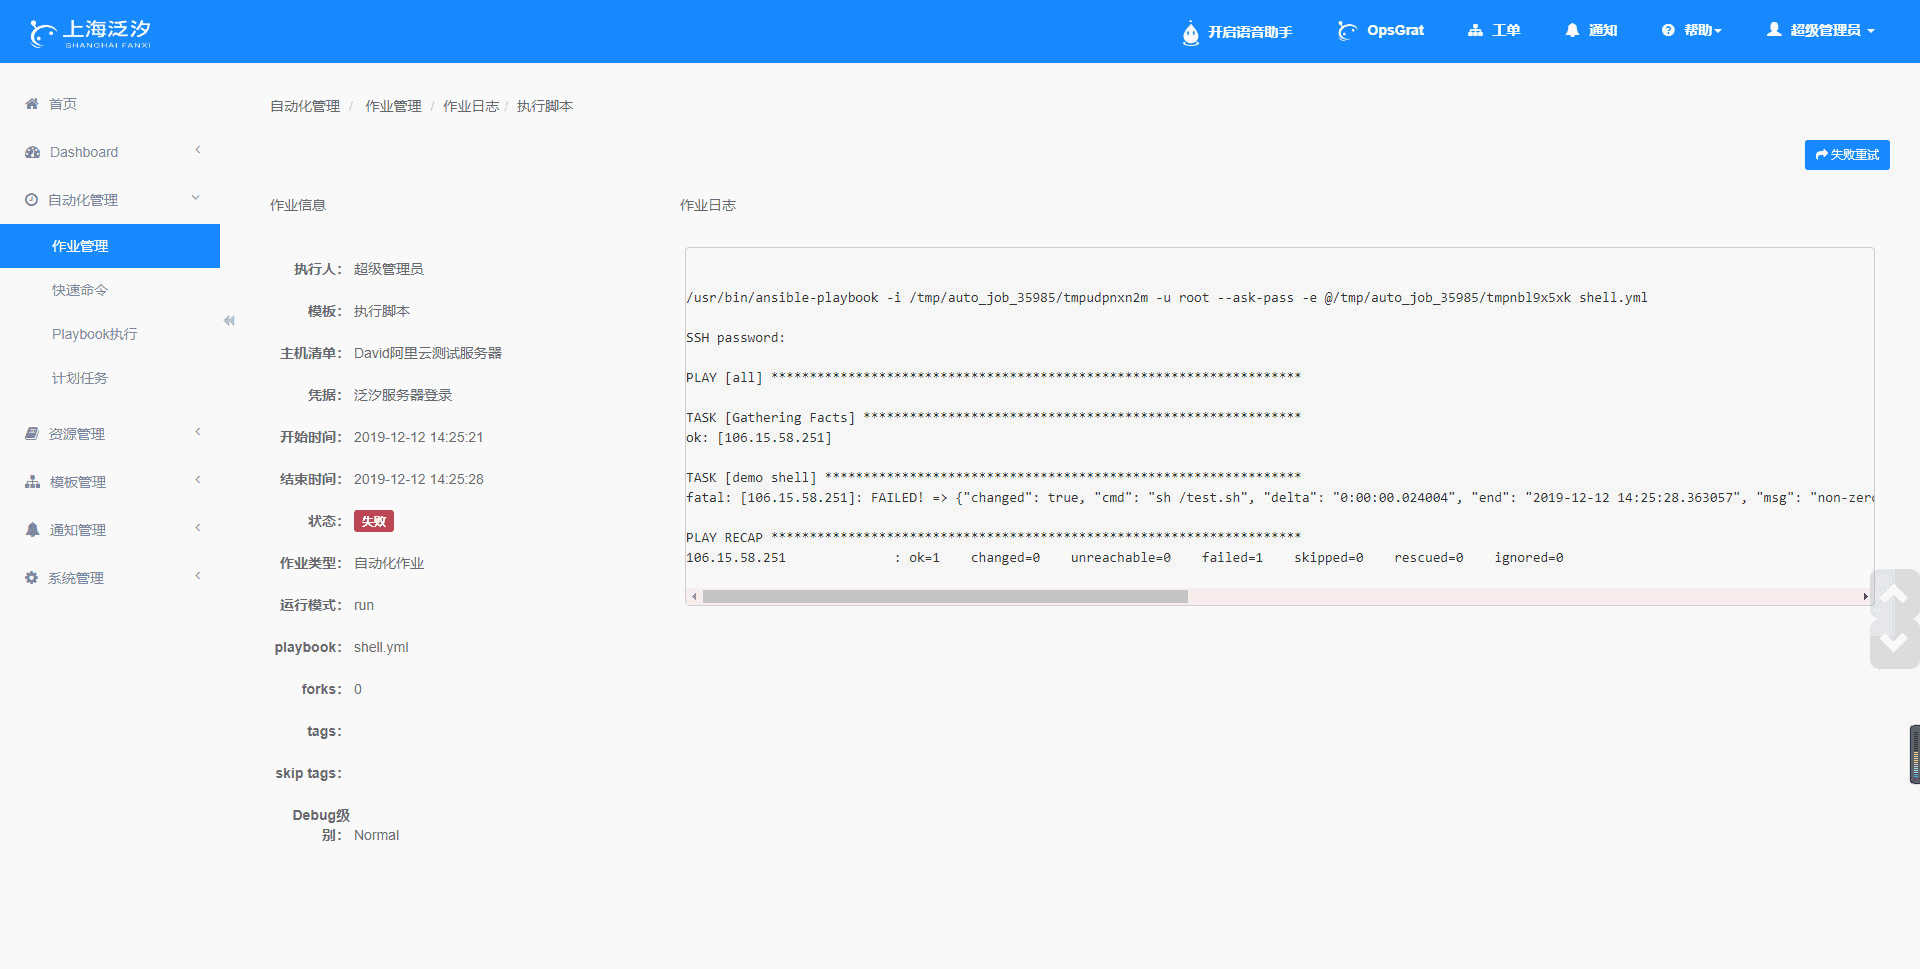 上海泛汐
SHANGHAI FANXI
开启语音助手
OpsGrat
工单
通知
帮助
超级管理员
首页
Dashboard
自动化管理
作业管理
快速命令
Playbook执行
计划任务
资源管理
模板管理
通知管理
系统管理
自动化管理 / 作业管理 / 作业日志 / 执行脚本
失败重试
作业信息
执行人： 超级管理员
模板： 执行脚本
主机清单： David阿里云测试服务器
凭据： 泛汐服务器登录
开始时间： 2019-12-12 14:25:21
结束时间： 2019-12-12 14:25:28
状态： 失败
作业类型： 自动化作业
运行模式： run
playbook： shell.yml
forks： 0
tags：
skip tags：
Debug级
别： Normal
作业日志
/usr/bin/ansible-playbook -i /tmp/auto_job_35985/tmpudpnxn2m -u root --ask-pass -e @/tmp/auto_job_35985/tmpnbl9x5xk shell.yml
SSH password:
PLAY [all] *********************************************************************
TASK [Gathering Facts] *********************************************************
ok: [106.15.58.251]
TASK [demo shell] **************************************************************
fatal: [106.15.58.251]: FAILED! => {"changed": true, "cmd": "sh /test.sh", "delta": "0:00:00.024004", "end": "2019-12-12 14:25:28.363057", "msg": "non-zero
PLAY RECAP *********************************************************************
106.15.58.251 : ok=1 changed=0 unreachable=0 failed=1 skipped=0 rescued=0 ignored=0